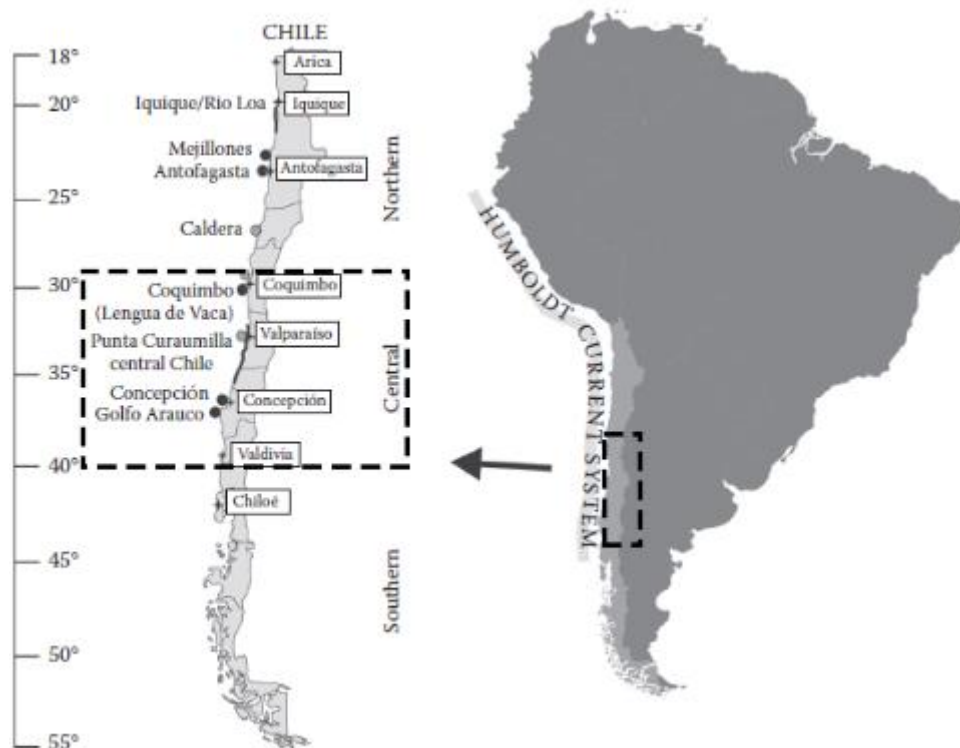 CHILE
18°
Arica
20°
Iquique/Rio Loa
Iquique
Mejillones
Antofagasta
Antofagasta
25°
Northern
Caldera
30°
Coquimbo
(Lengua de Vaca)
Coquimbo
Punta Curaumilla
central Chile
Valparaíso
35°
Central
Concepción
Golfo Arauco
Concepción
Valdivia
40°
Chiloé
45°
Southern
50°
55°
HUMBOLDT CURRENT SYSTEM